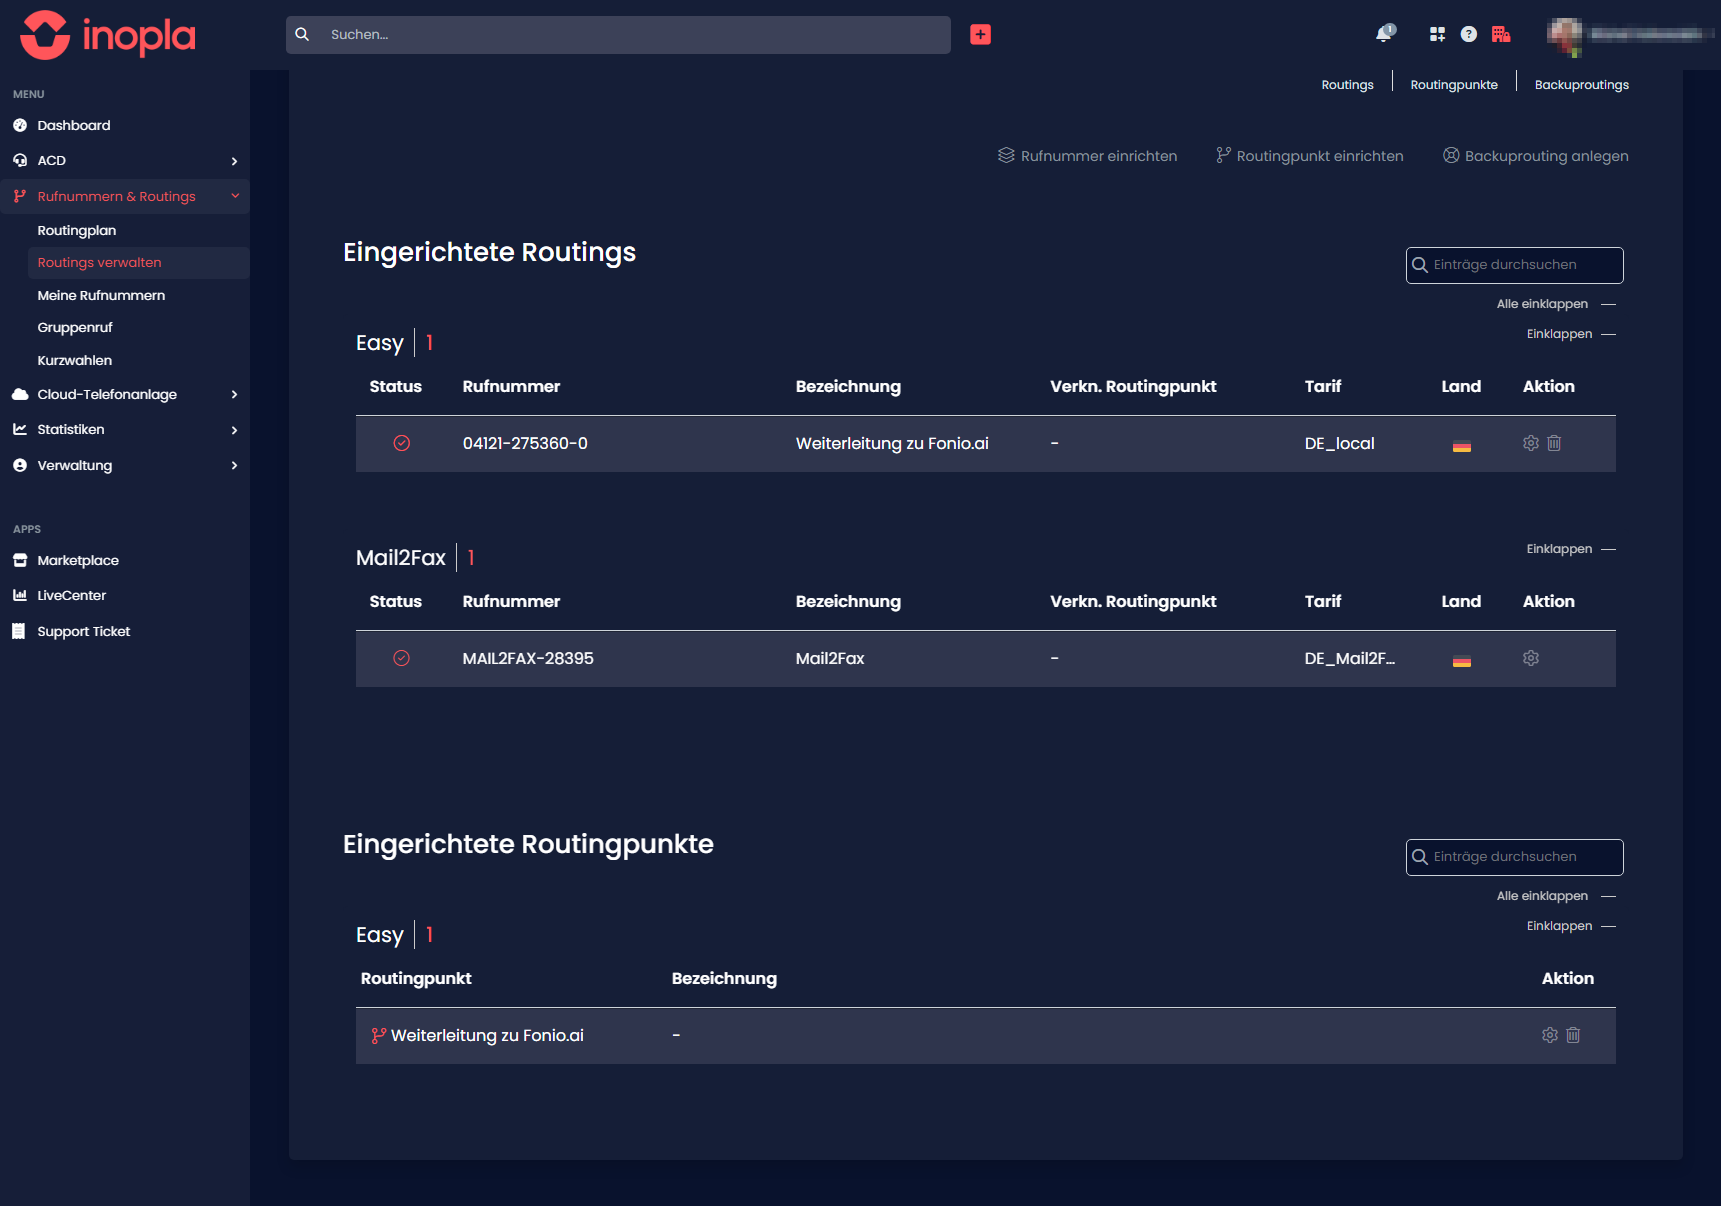 inopla
Suchen...
1
MENU
Dashboard
ACD
Rufnummern & Routings
Routingplan
Routings verwalten
Meine Rufnummern
Gruppenruf
Kurzwahlen
Cloud-Telefonanlage
Statistiken
Verwaltung
APPS
Marketplace
LiveCenter
Support Ticket
Routings Routingpunkte Backuproutings
Rufnummer einrichten Routingpunkt einrichten Backuprouting anlegen
Eingerichtete Routings
Einträge durchsuchen
Alle einklappen
Easy 1 Einklappen
Status Rufnummer Bezeichnung Verkn. Routingpunkt Tarif Land Aktion
04121-275360-0 Weiterleitung zu Fonio.ai - DE_local
Mail2Fax 1 Einklappen
Status Rufnummer Bezeichnung Verkn. Routingpunkt Tarif Land Aktion
MAIL2FAX-28395 Mail2Fax - DE_Mail2F...
Eingerichtete Routingpunkte
Einträge durchsuchen
Alle einklappen
Easy 1 Einklappen
Routingpunkt Bezeichnung Aktion
Weiterleitung zu Fonio.ai -